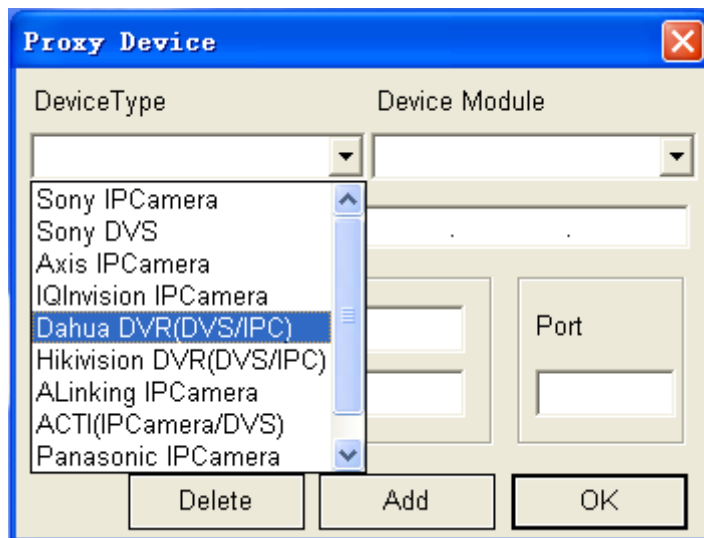 Proxy Device
DeviceType Device Module
Sony IPCamera
Sony DVS
. .
Axis IPCamera
IQInvision IPCamera
Dahua DVR(DVS/IPC)
Port
Hikivision DVR(DVS/IPC)
ALinking IPCamera
ACTI(IPCamera/DVS)
Panasonic IPCamera
Delete Add OK